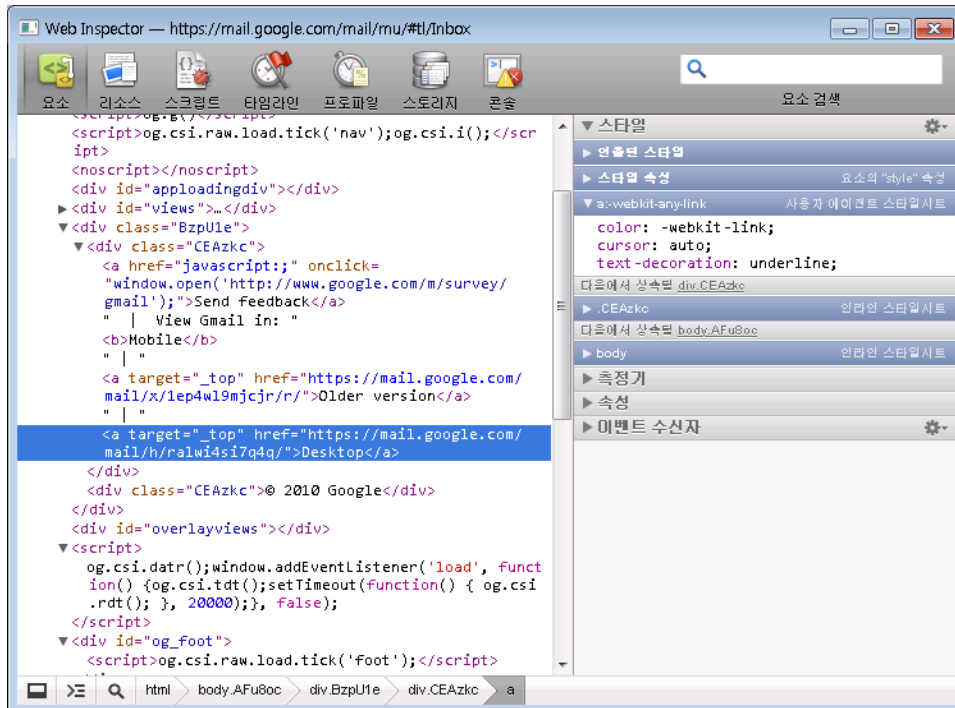 Web Inspector — https://mail.google.com/mail/mu/#tl/Inbox
요소 리소스 스크립트 타임라인 프로파일 스토리지 콘솔 요소 검색
<script>og.g()</script>
<script>og.csi.raw.load.tick('nav');og.csi.i();</scr
ipt>
<noscript></noscript>
<div id="apploadingdiv"></div>
▶<div id="views">…</div>
▼<div class="BzpU1e">
▼<div class="CEAzkc">
<a href="javascript:;" onclick=
"window.open('http://www.google.com/m/survey/
gmail');">Send feedback</a>
"  |  View Gmail in: "
<b>Mobile</b>
" | "
<a target="_top" href="https://mail.google.com/
mail/x/1ep4wl9mjcjr/r/">Older version</a>
" | "
<a target="_top" href="https://mail.google.com/
mail/h/ralwi4si7q4q/">Desktop</a>
</div>
<div class="CEAzkc">© 2010 Google</div>
</div>
<div id="overlayviews"></div>
▼<script>
og.csi.datr();window.addEventListener('load', funct
ion() {og.csi.tdt();setTimeout(function() { og.csi
.rdt(); }, 20000);}, false);
</script>
▼<div id="og_foot">
<script>og.csi.raw.load.tick('foot');</script>
▼스타일
▶ 연출된 스타일
▶ 스타일 속성 요소의 "style" 속성
▼a:-webkit-any-link 사용자 에이전트 스타일시트
color: -webkit-link;
cursor: auto;
text-decoration: underline;
다음에서 상속됨 div.CEAzkc
▶ .CEAzkc 인라인 스타일시트
다음에서 상속됨 body.AFu8oc
▶ body 인라인 스타일시트
▶측정기
▶속성
▶이벤트 수신자
html body.AFu8oc div.BzpU1e div.CEAzkc a